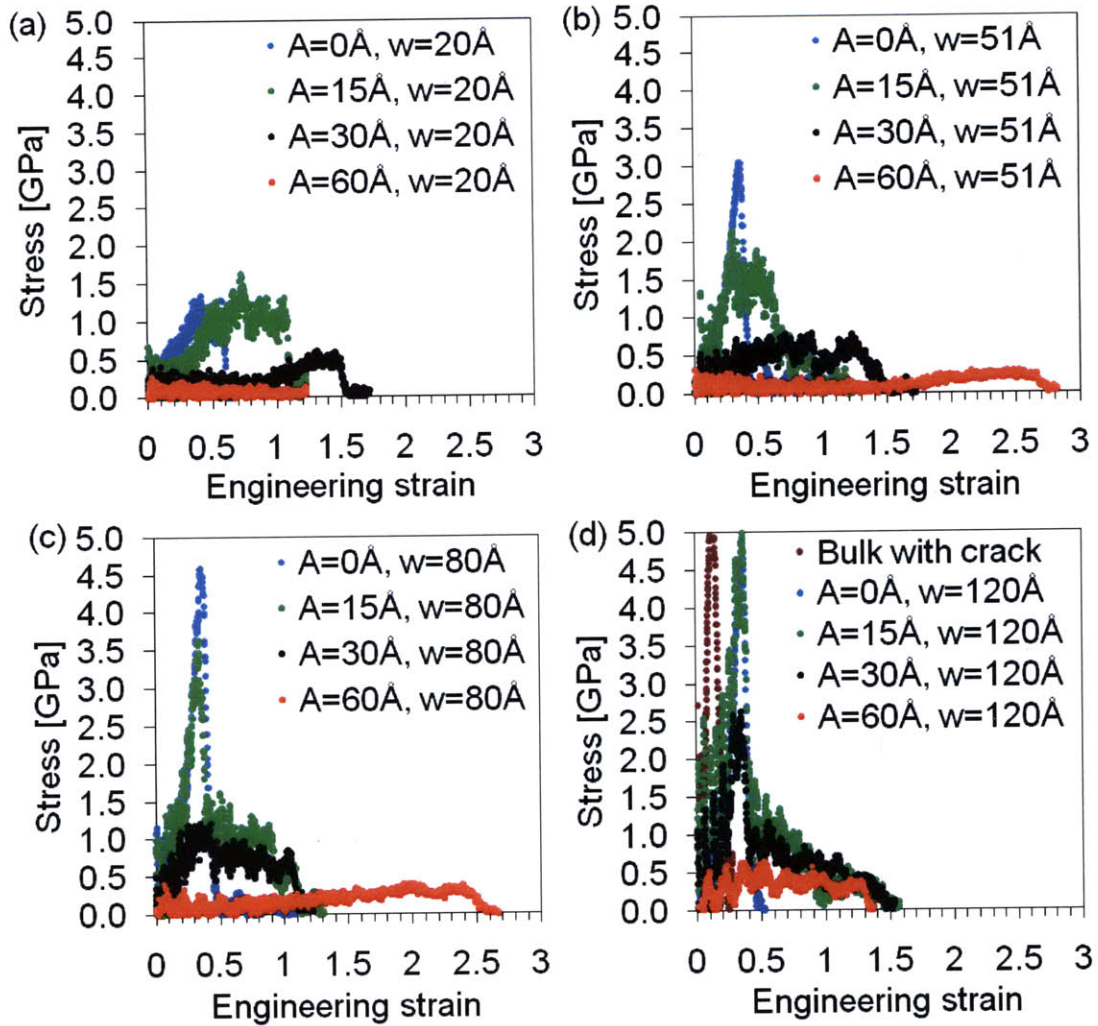 (a)
5.0
4.5
4.0
3.5
3.0
2.5
2.0
1.5
1.0
0.5
0.0
Stress [GPa]
A=0Å, w=20Å
A=15Å, w=20Å
A=30Å, w=20Å
A=60Å, w=20Å
0 0.5 1 1.5 2 2.5 3
Engineering strain
(b)
5.0
4.5
4.0
3.5
3.0
2.5
2.0
1.5
1.0
0.5
0.0
Stress [GPa]
A=0Å, w=51Å
A=15Å, w=51Å
A=30Å, w=51Å
A=60Å, w=51Å
0 0.5 1 1.5 2 2.5 3
Engineering strain
(c)
5.0
4.5
4.0
3.5
3.0
2.5
2.0
1.5
1.0
0.5
0.0
Stress [GPa]
A=0Å, w=80Å
A=15Å, w=80Å
A=30Å, w=80Å
A=60Å, w=80Å
0 0.5 1 1.5 2 2.5 3
Engineering strain
(d)
5.0
4.5
4.0
3.5
3.0
2.5
2.0
1.5
1.0
0.5
0.0
Stress [GPa]
Bulk with crack
A=0Å, w=120Å
A=15Å, w=120Å
A=30Å, w=120Å
A=60Å, w=120Å
0 0.5 1 1.5 2 2.5 3
Engineering strain